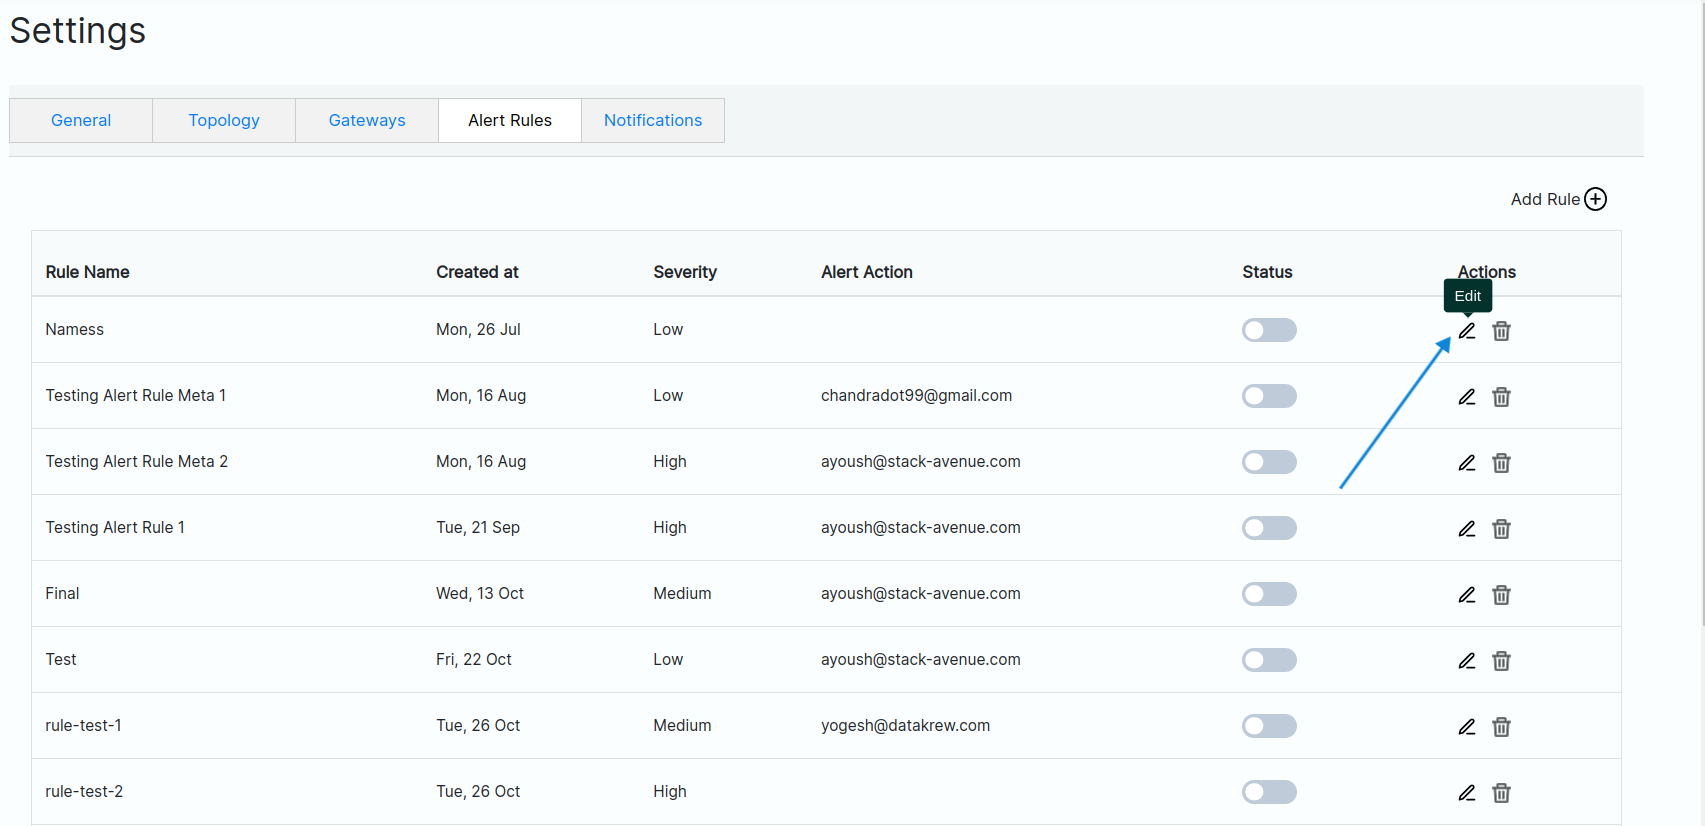 Settings
General Topology Gateways Alert Rules Notifications
Add Rule
Rule Name Created at Severity Alert Action Status Actions
Edit
Namess Mon, 26 Jul Low
Testing Alert Rule Meta 1 Mon, 16 Aug Low chandradot99@gmail.com
Testing Alert Rule Meta 2 Mon, 16 Aug High ayoush@stack-avenue.com
Testing Alert Rule 1 Tue, 21 Sep High ayoush@stack-avenue.com
Final Wed, 13 Oct Medium ayoush@stack-avenue.com
Test Fri, 22 Oct Low ayoush@stack-avenue.com
rule-test-1 Tue, 26 Oct Medium yogesh@datakrew.com
rule-test-2 Tue, 26 Oct High